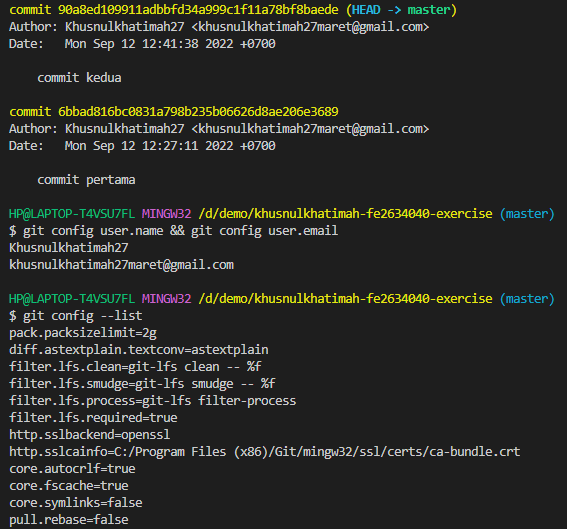 commit 90a8ed109911adbbfd34a999c1f11a78bf8baede (HEAD -> master)
Author: Khusnulkhatimah27 <khusnulkhatimah27maret@gmail.com>
Date:   Mon Sep 12 12:41:38 2022 +0700
    commit kedua
commit 6bbad816bc0831a798b235b06626d8ae206e3689
Author: Khusnulkhatimah27 <khusnulkhatimah27maret@gmail.com>
Date:   Mon Sep 12 12:27:11 2022 +0700
    commit pertama
HP@LAPTOP-T4VSU7FL MINGW32 /d/demo/khusnulkhatimah-fe2634040-exercise (master)
$ git config user.name && git config user.email
Khusnulkhatimah27
khusnulkhatimah27maret@gmail.com
HP@LAPTOP-T4VSU7FL MINGW32 /d/demo/khusnulkhatimah-fe2634040-exercise (master)
$ git config --list
pack.packsizelimit=2g
diff.astextplain.textconv=astextplain
filter.lfs.clean=git-lfs clean -- %f
filter.lfs.smudge=git-lfs smudge -- %f
filter.lfs.process=git-lfs filter-process
filter.lfs.required=true
http.sslbackend=openssl
http.sslcainfo=C:/Program Files (x86)/Git/mingw32/ssl/certs/ca-bundle.crt
core.autocrlf=true
core.fscache=true
core.symlinks=false
pull.rebase=false